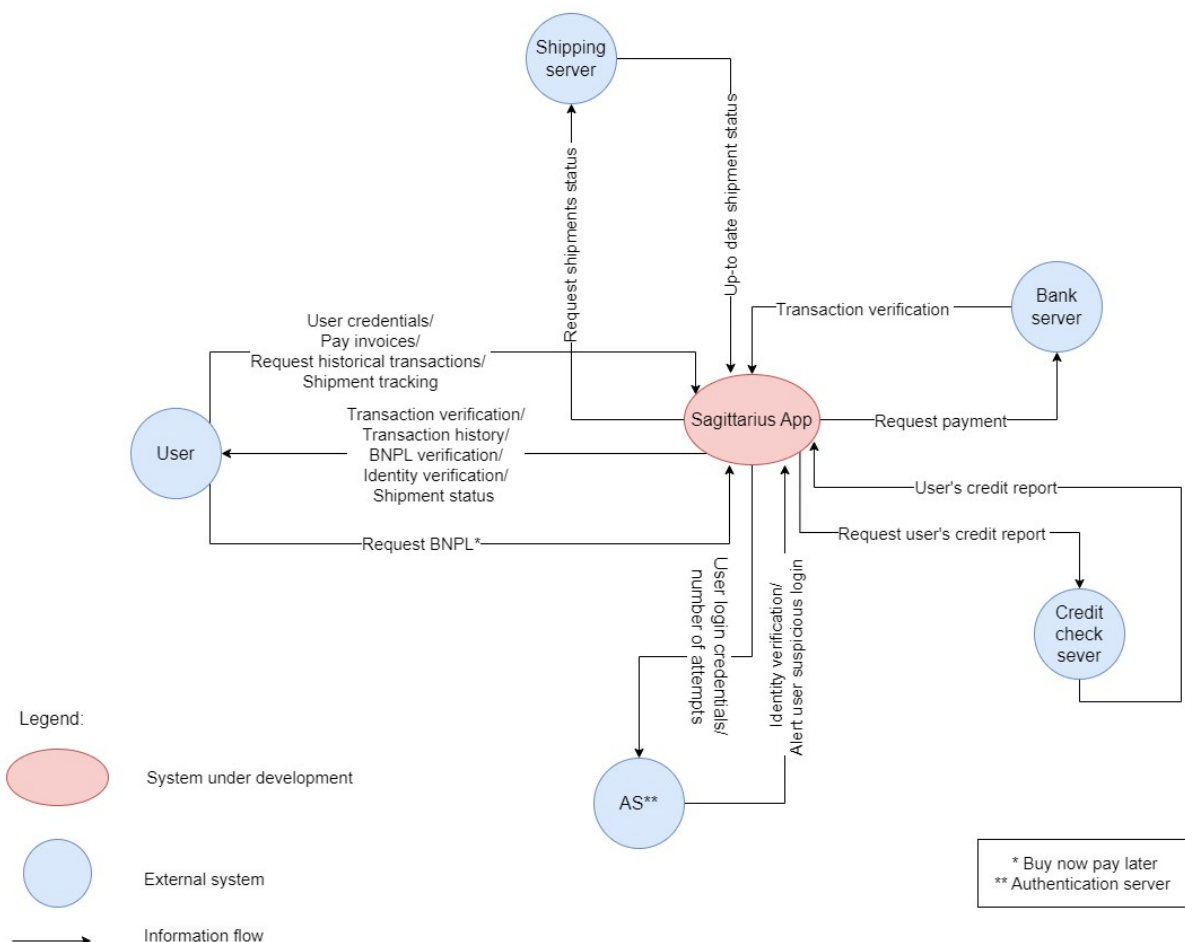 Shipping
server
Request shipments status
Up-to date shipment status
Bank
server
Transaction verification
User credentials/
Pay invoices/
Request historical transactions/
Shipment tracking
Sagittarius App
Request payment
Transaction verification/
Transaction history/
BNPL verification/
Identity verification/
Shipment status
User
User's credit report
Request user's credit report
Request BNPL*
User login credentials/
number of attempts
Identity verification/
Alert user suspicious login
Credit
check
sever
Legend:
System under development
AS**
External system
* Buy now pay later
** Authentication server
Information flow